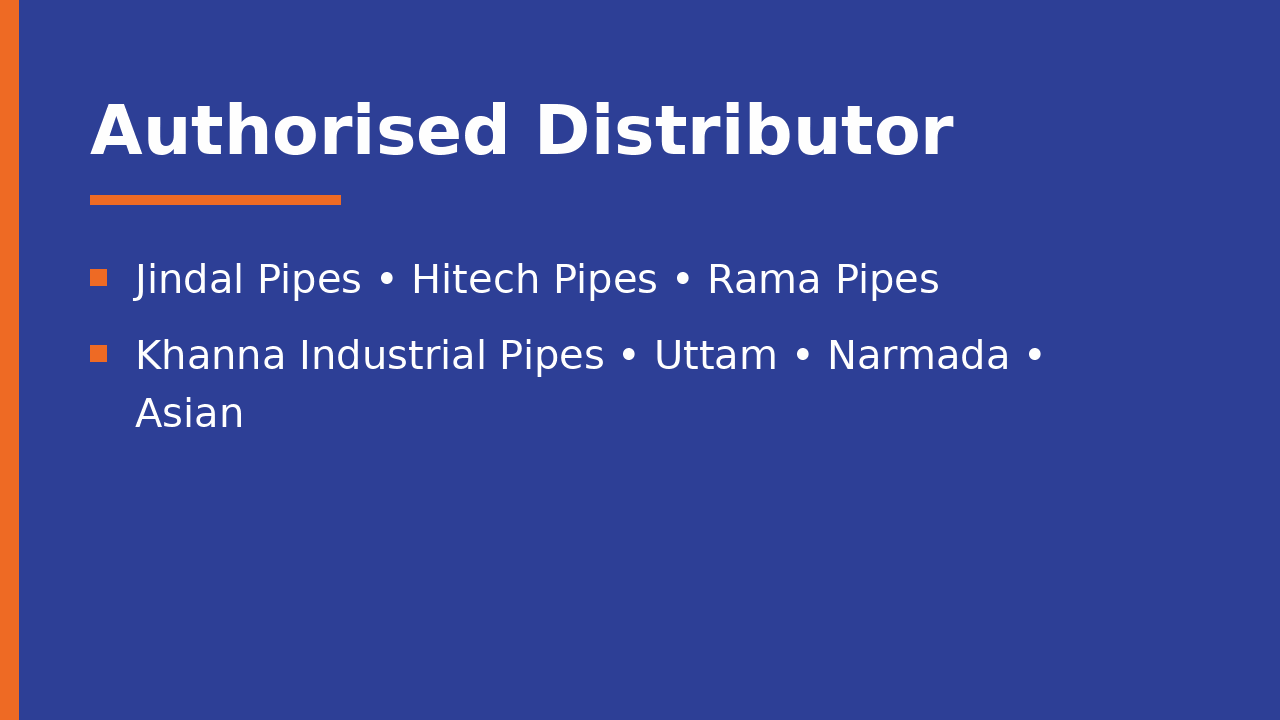 Authorised Distributor
Jindal Pipes • Hitech Pipes • Rama Pipes
Khanna Industrial Pipes • Uttam • Narmada •
Asian